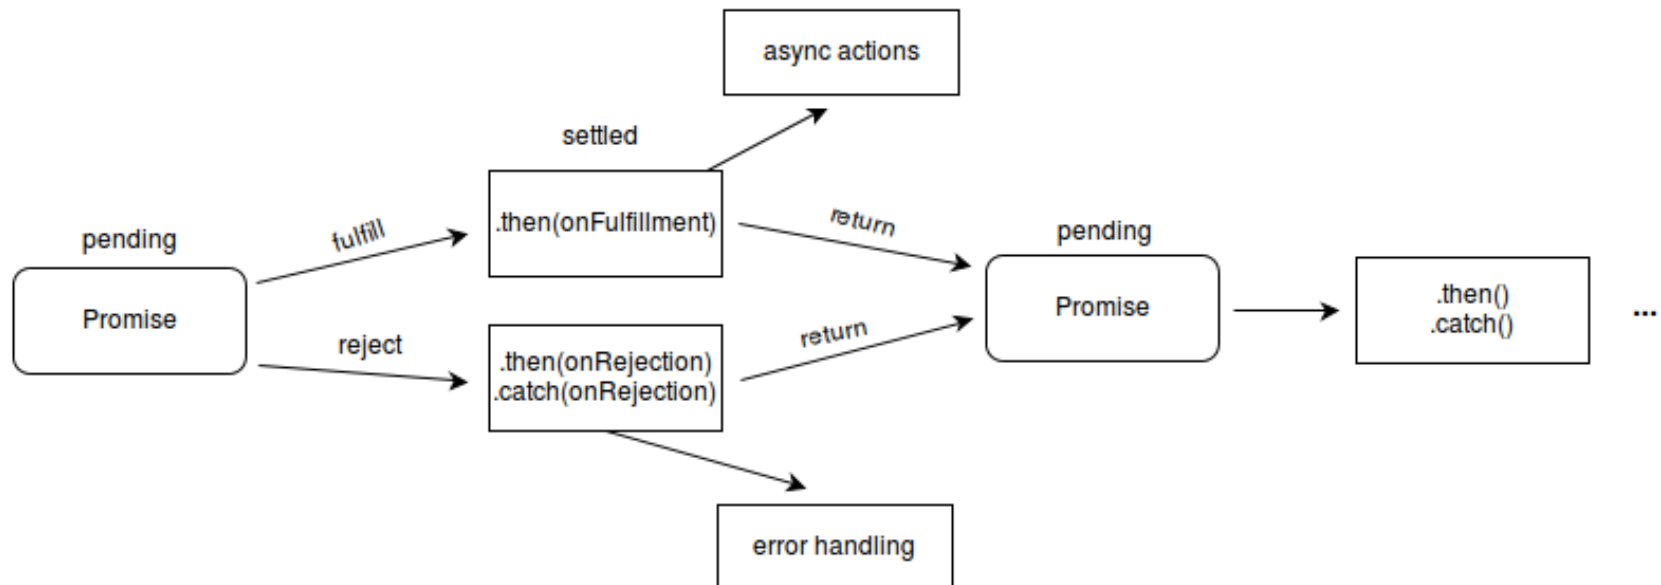 async actions
settled
.then(onFulfillment)
pending
fulfill
return
pending
Promise
reject
.then(onRejection)
.catch(onRejection)
return
Promise
.then()
.catch()
...
error handling